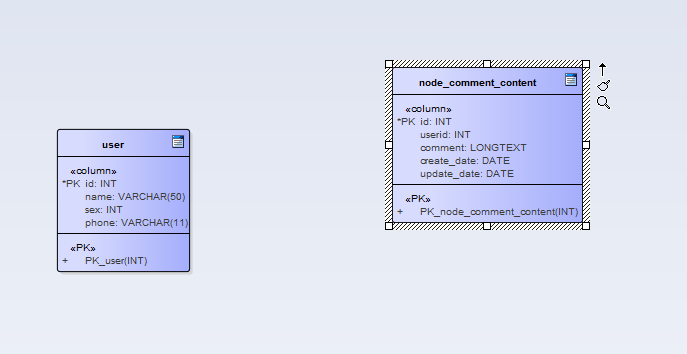 user
«column»
*PK id: INT
name: VARCHAR(50)
sex: INT
phone: VARCHAR(11)
«PK»
+ PK_user(INT)
node_comment_content
«column»
*PK id: INT
userid: INT
comment: LONGTEXT
create_date: DATE
update_date: DATE
«PK»
+ PK_node_comment_content(INT)